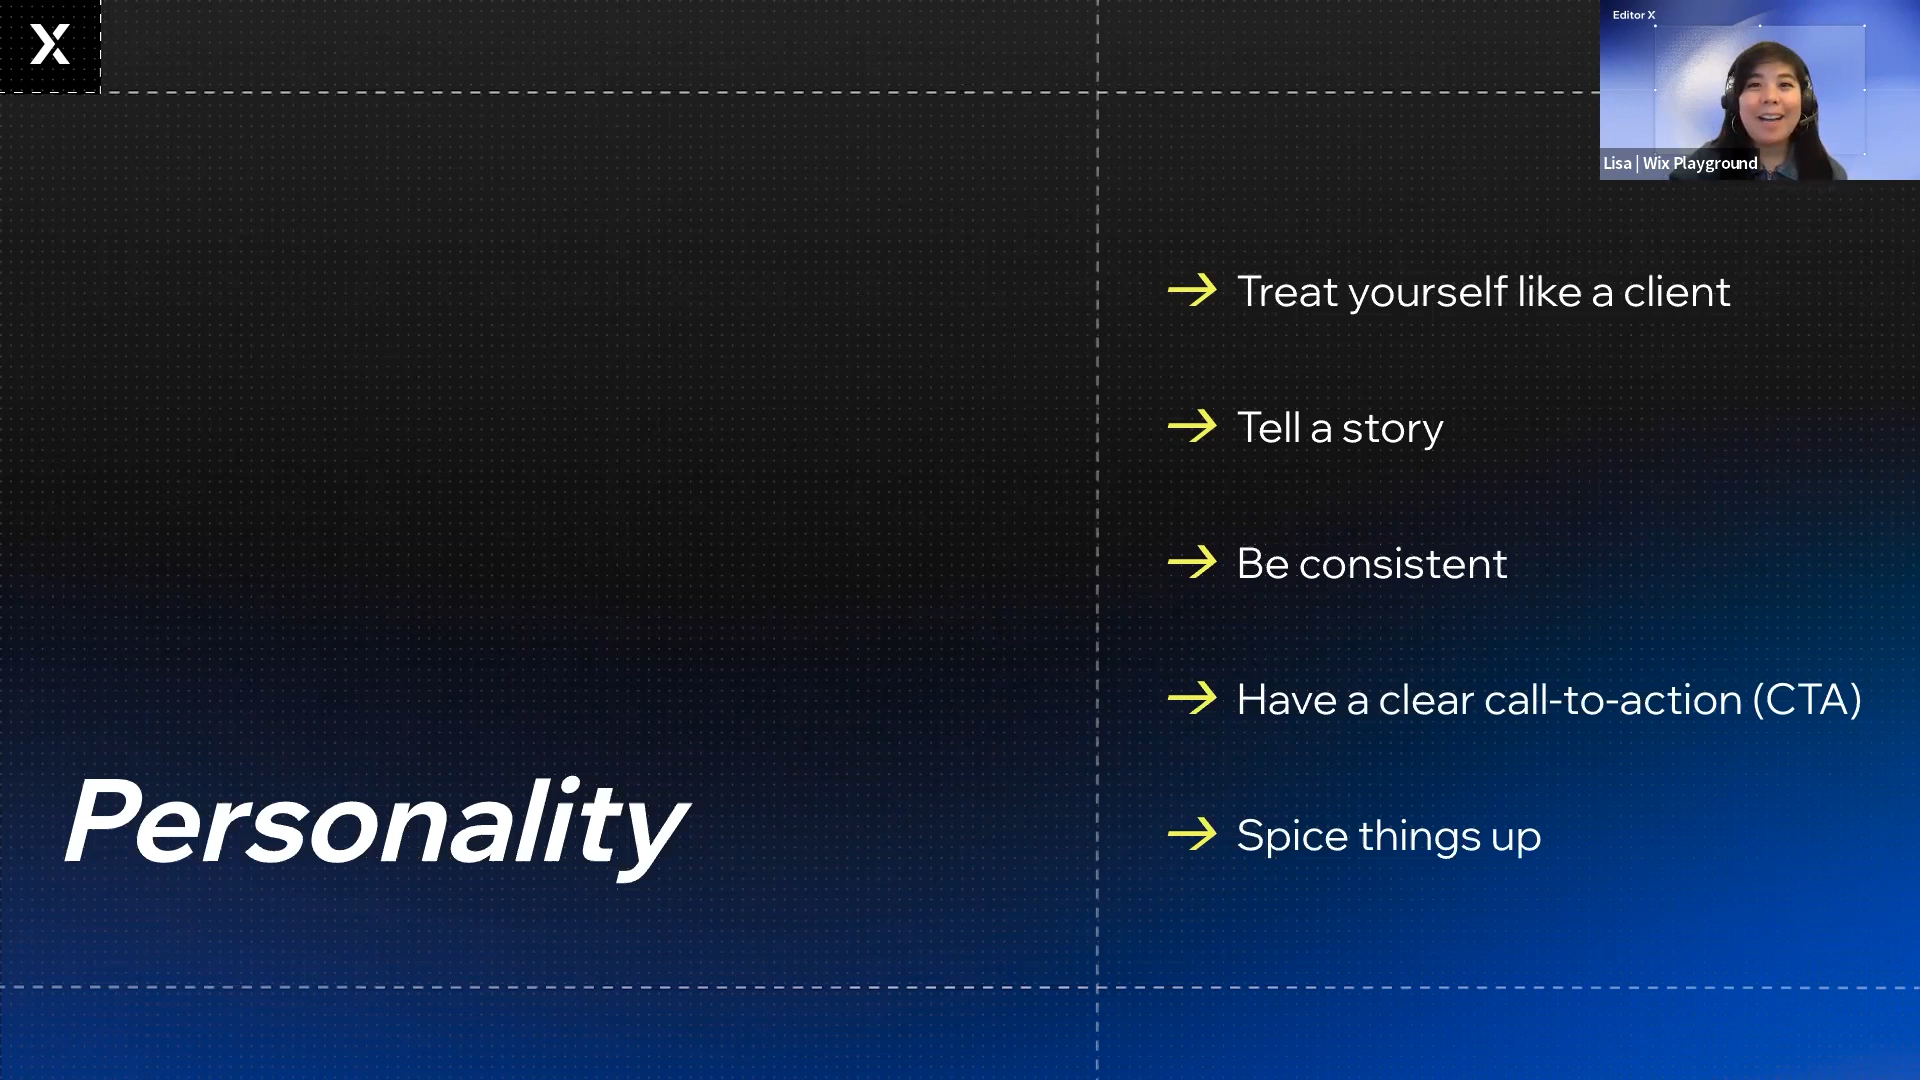 X
Editor X
Lisa | Wix Playground
Treat yourself like a client
Tell a story
Be consistent
Have a clear call-to-action (CTA)
Spice things up
Personality